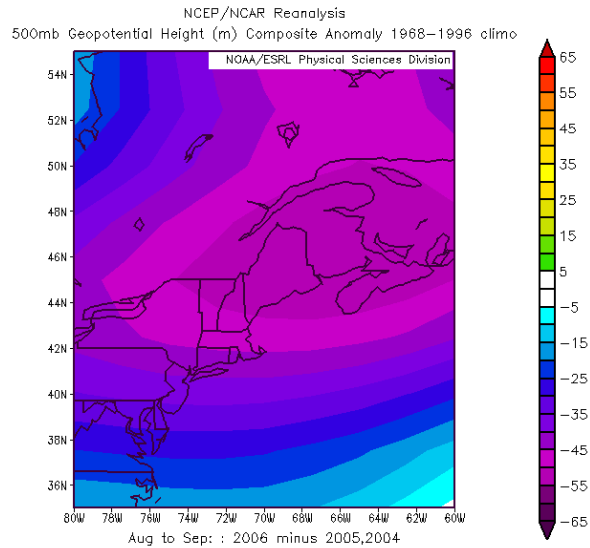 NCEP/NCAR Reanalysis
500mb Geopotential Height (m) Composite Anomaly 1968-1996 climo
NOAA/ESRL Physical Sciences Division
54N
52N
50N
48N
46N
44N
42N
40N
38N
36N
80W 78W 76W 74W 72W 70W 68W 66W 64W 62W 60W
65
55
45
35
25
15
5
-5
-15
-25
-35
-45
-55
-65
Aug to Sep: : 2006 minus 2005,2004